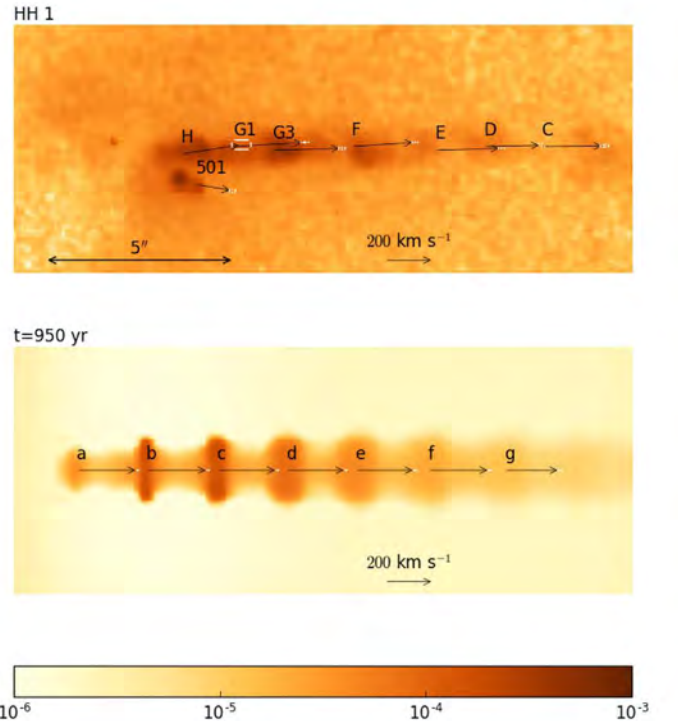 HH 1
H G1 G3 F E D C
501
5″
200 km s⁻¹
t=950 yr
a b c d e f g
200 km s⁻¹
10⁻⁶ 10⁻⁵ 10⁻⁴ 10⁻³